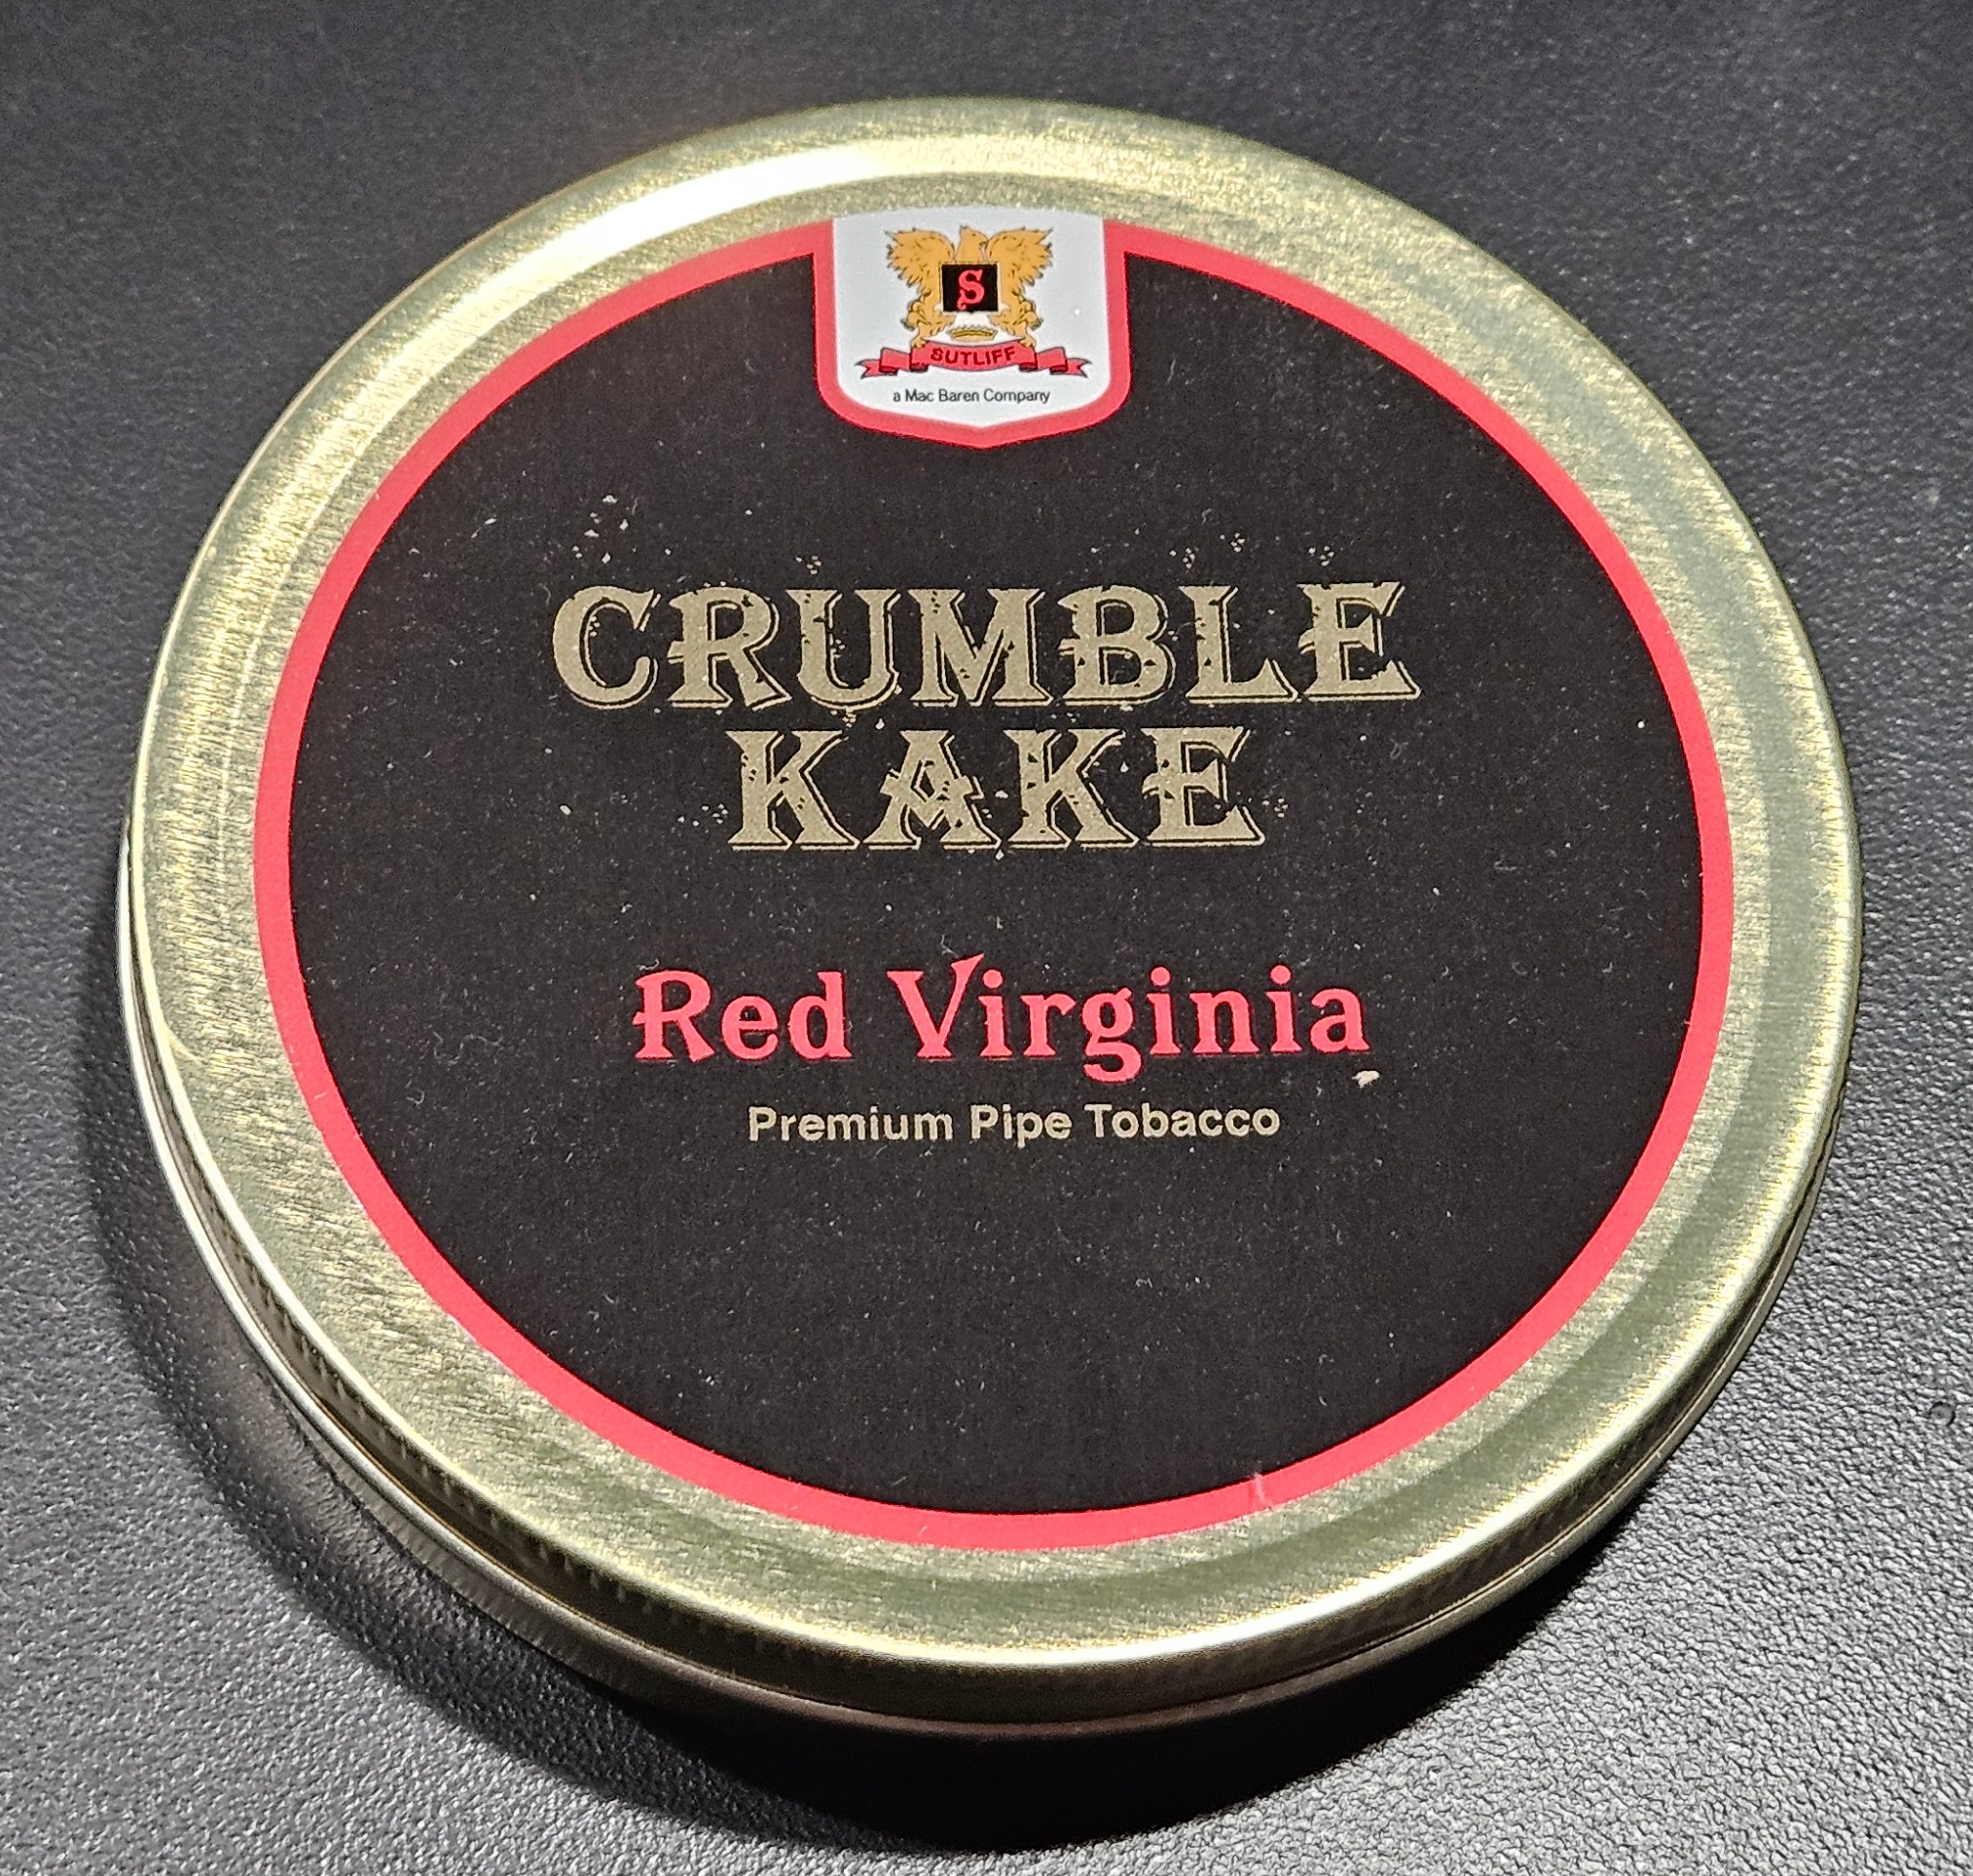 S
SUTLIFF
a Mac Baren Company
CRUMBLE
KAKE
Red Virginia
Premium Pipe Tobacco